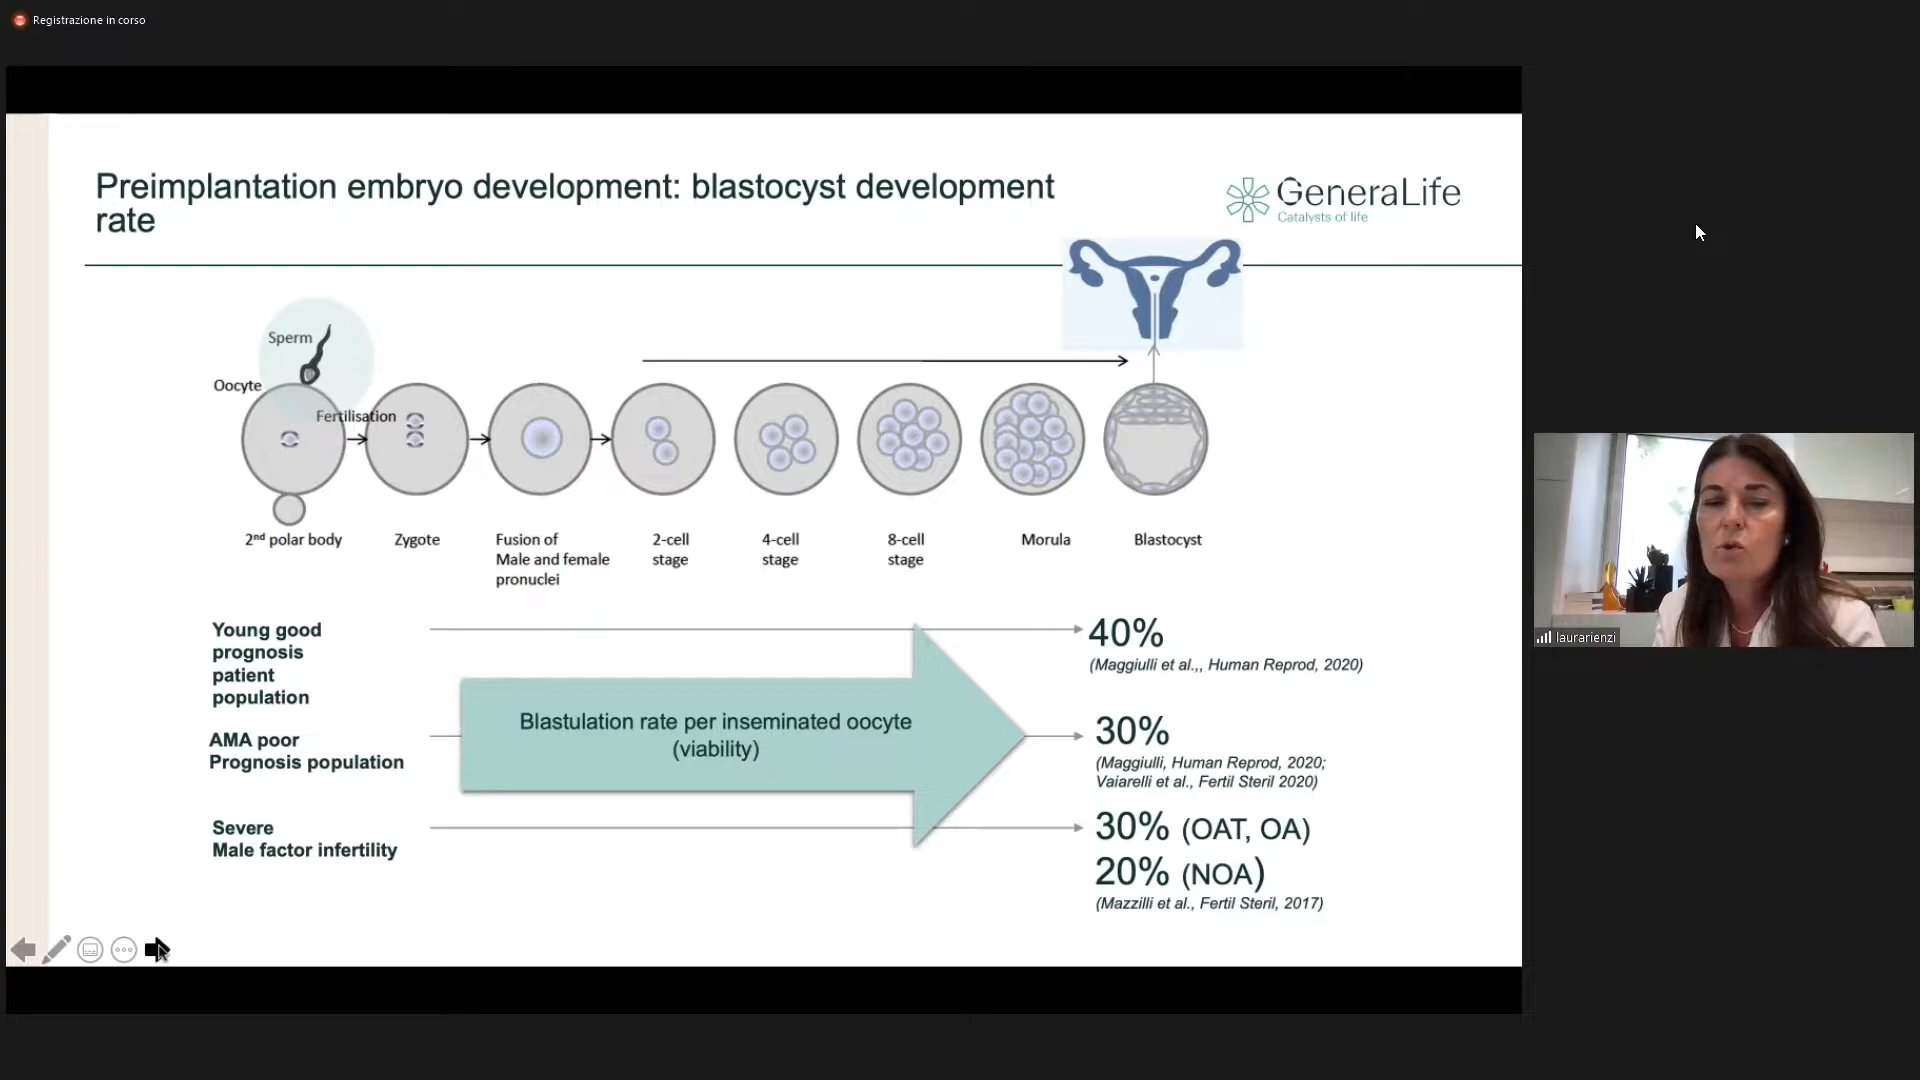 Registrazione in corso
Preimplantation embryo development: blastocyst development
rate
GeneraLife
Catalysts of life
Sperm
Oocyte
Fertilisation
2nd polar body
Zygote
Fusion of
Male and female
pronuclei
2-cell
stage
4-cell
stage
8-cell
stage
Morula
Blastocyst
Young good
prognosis
patient
population
40%
(Maggiulli et al.,, Human Reprod, 2020)
Blastulation rate per inseminated oocyte
(viability)
AMA poor
Prognosis population
30%
(Maggiulli, Human Reprod, 2020;
Vaiarelli et al., Fertil Steril 2020)
Severe
Male factor infertility
30% (OAT, OA)
20% (NOA)
(Mazzilli et al., Fertil Steril, 2017)
laurarienzi